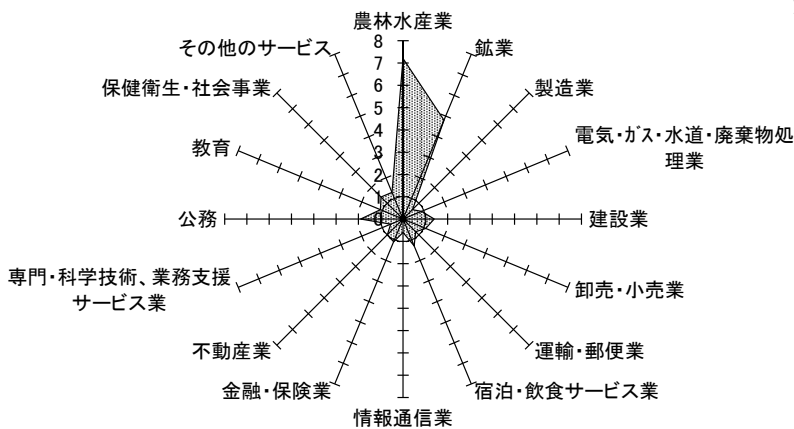 農林水産業
鉱業
製造業
電気・ｶﾞｽ・水道・廃棄物処
理業
建設業
卸売・小売業
運輸・郵便業
宿泊・飲食サービス業
情報通信業
金融・保険業
不動産業
専門・科学技術、業務支援
サービス業
公務
教育
保健衛生・社会事業
その他のサービス
8
7
6
5
4
3
2
1
0